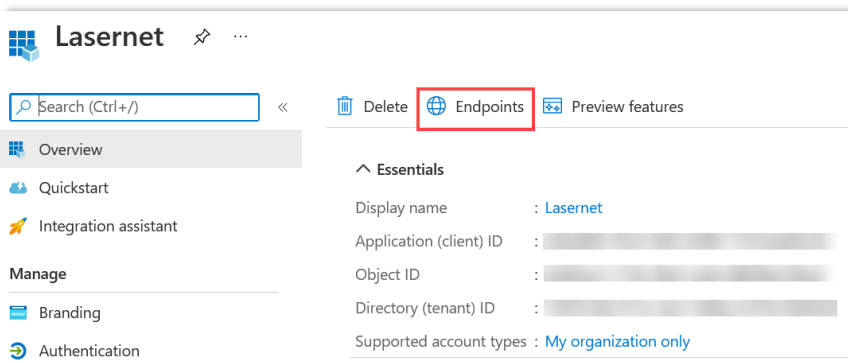 Lasernet
Search (Ctrl+/)
Overview
Quickstart
Integration assistant
Manage
Branding
Authentication
Delete
Endpoints
Preview features
Essentials
Display name : Lasernet
Application (client) ID :
Object ID :
Directory (tenant) ID :
Supported account types : My organization only